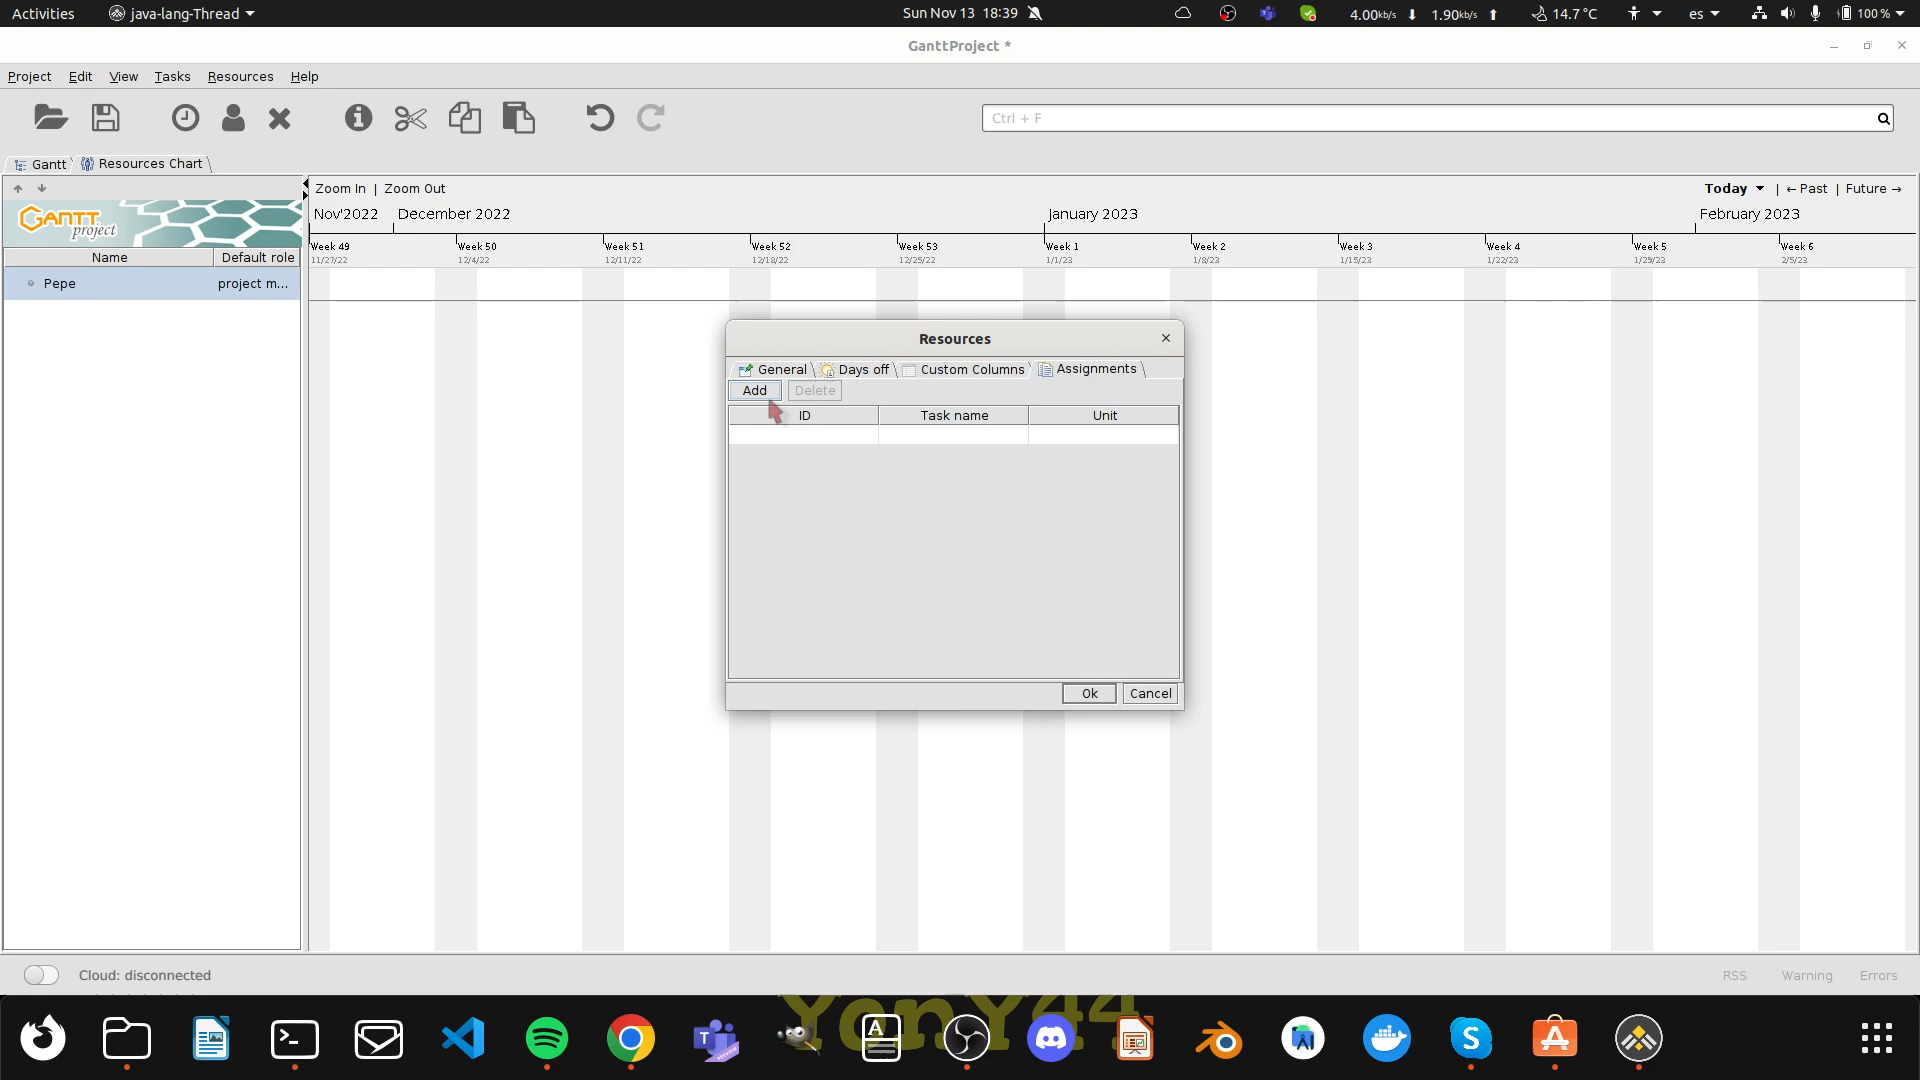 Activities java-lang-Thread Sun Nov 13 18:39 4.00kb/s 1.90kb/s 14.7 °C es 100 %
GanttProject *
Project Edit View Tasks Resources Help
Ctrl + F
Gantt Resources Chart
Zoom In | Zoom Out Today | ← Past | Future →
Nov'2022 December 2022 January 2023 February 2023
GANTT project
Week 49 Week 50 Week 51 Week 52 Week 53 Week 1 Week 2 Week 3 Week 4 Week 5 Week 6
11/27/22 12/4/22 12/11/22 12/18/22 12/25/22 1/1/23 1/8/23 1/15/23 1/22/23 1/29/23 2/5/23
Name Default role
Pepe project m...
Resources
General Days off Custom Columns Assignments
Add Delete
ID Task name Unit
Ok Cancel
Cloud: disconnected RSS Warning Errors
YonY44